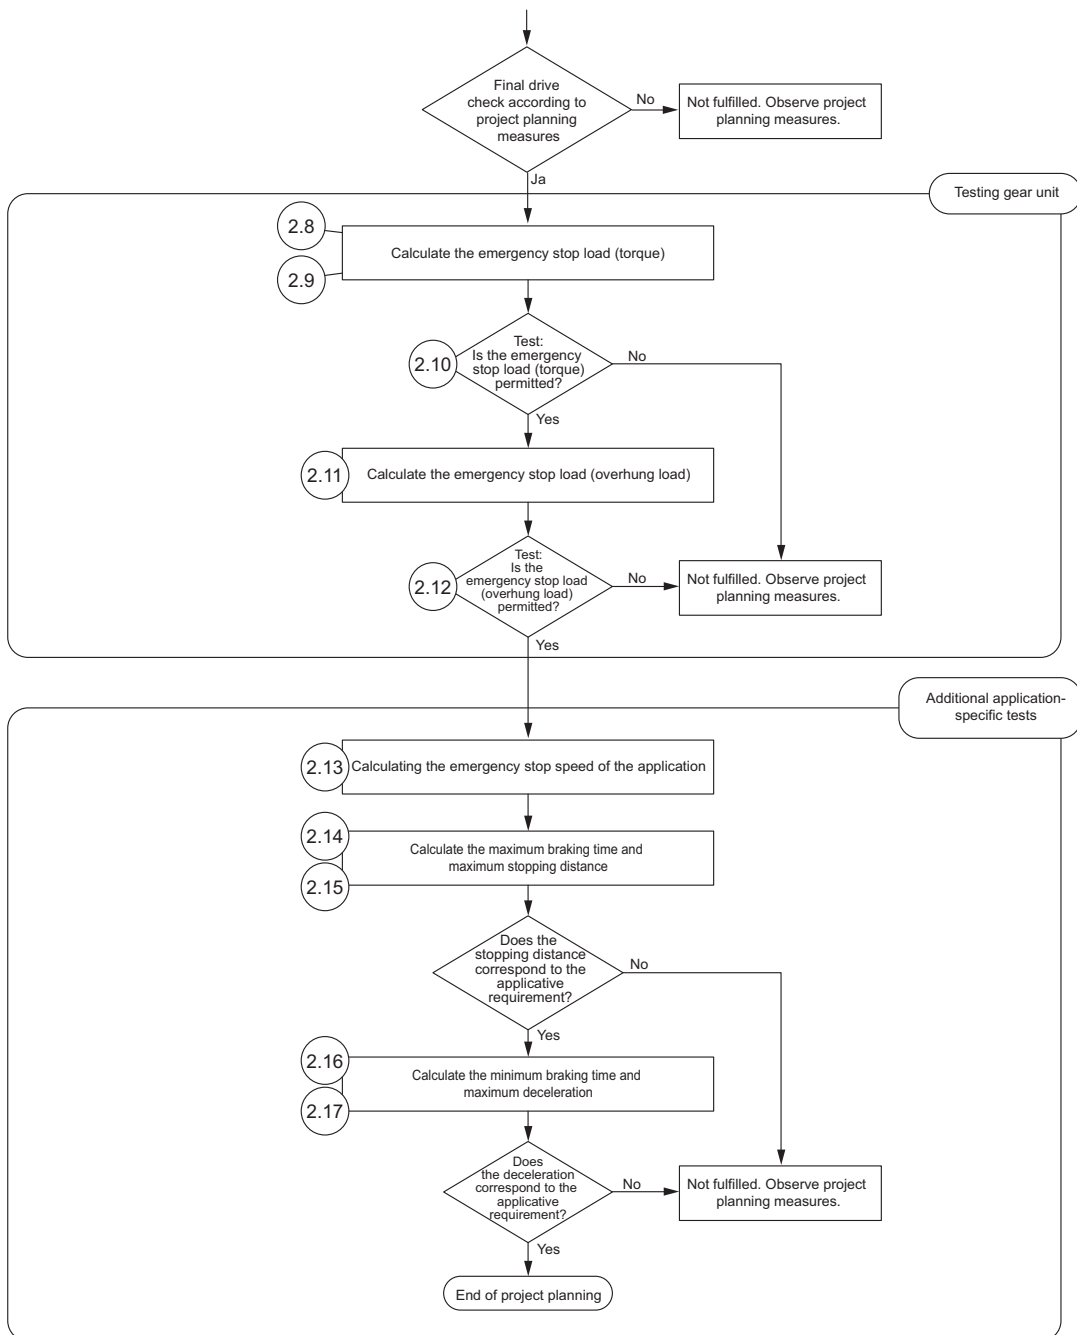 Final drive
check according to
project planning
measures
No
Not fulfilled. Observe project
planning measures.
Ja
Testing gear unit
2.8
2.9
Calculate the emergency stop load (torque)
2.10
Test:
Is the emergency
stop load (torque)
permitted?
No
Yes
2.11
Calculate the emergency stop load (overhung load)
2.12
Test:
Is the
emergency stop load
(overhung load)
permitted?
No
Not fulfilled. Observe project
planning measures.
Yes
Additional application-
specific tests
2.13
Calculating the emergency stop speed of the application
2.14
2.15
Calculate the maximum braking time and
maximum stopping distance
Does the
stopping distance
correspond to the
applicative
requirement?
No
Yes
2.16
2.17
Calculate the minimum braking time and
maximum deceleration
Does
the deceleration
correspond to the
applicative
requirement?
No
Not fulfilled. Observe project
planning measures.
Yes
End of project planning